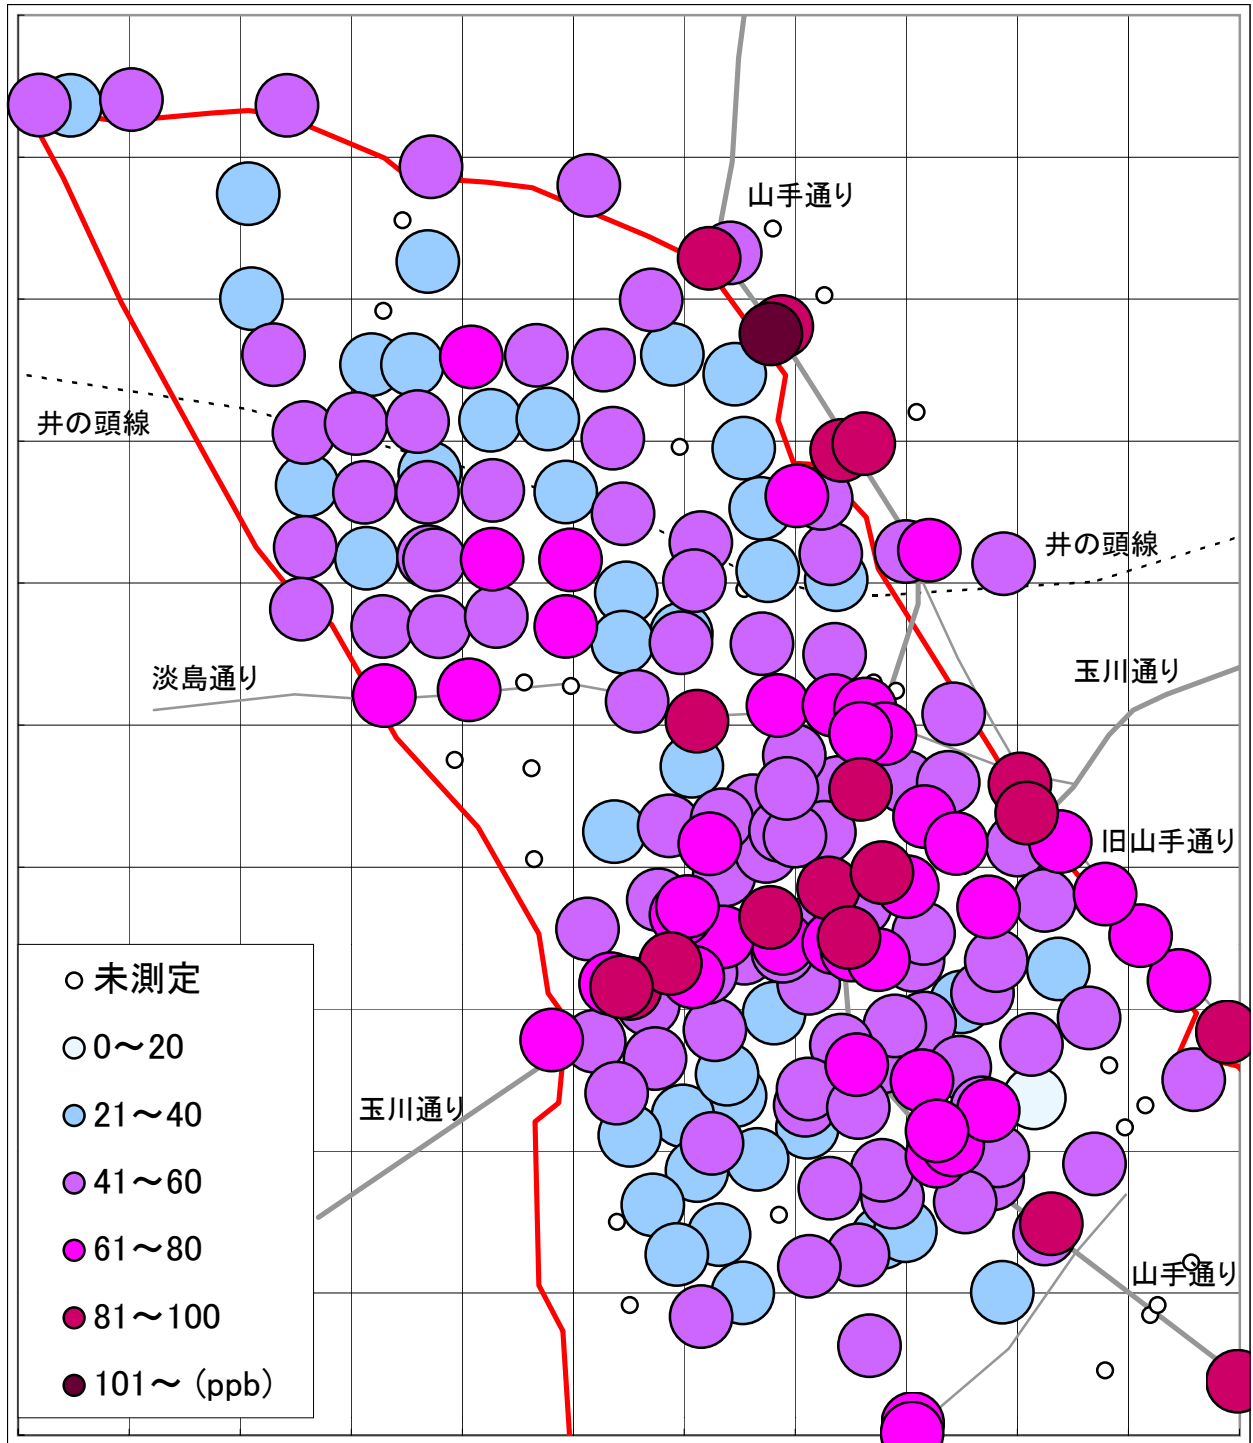 山手通り
井の頭線
井の頭線
淡島通り
玉川通り
旧山手通り
未測定
0～20
21～40
41～60
61～80
81～100
101～ (ppb)
玉川通り
山手通り